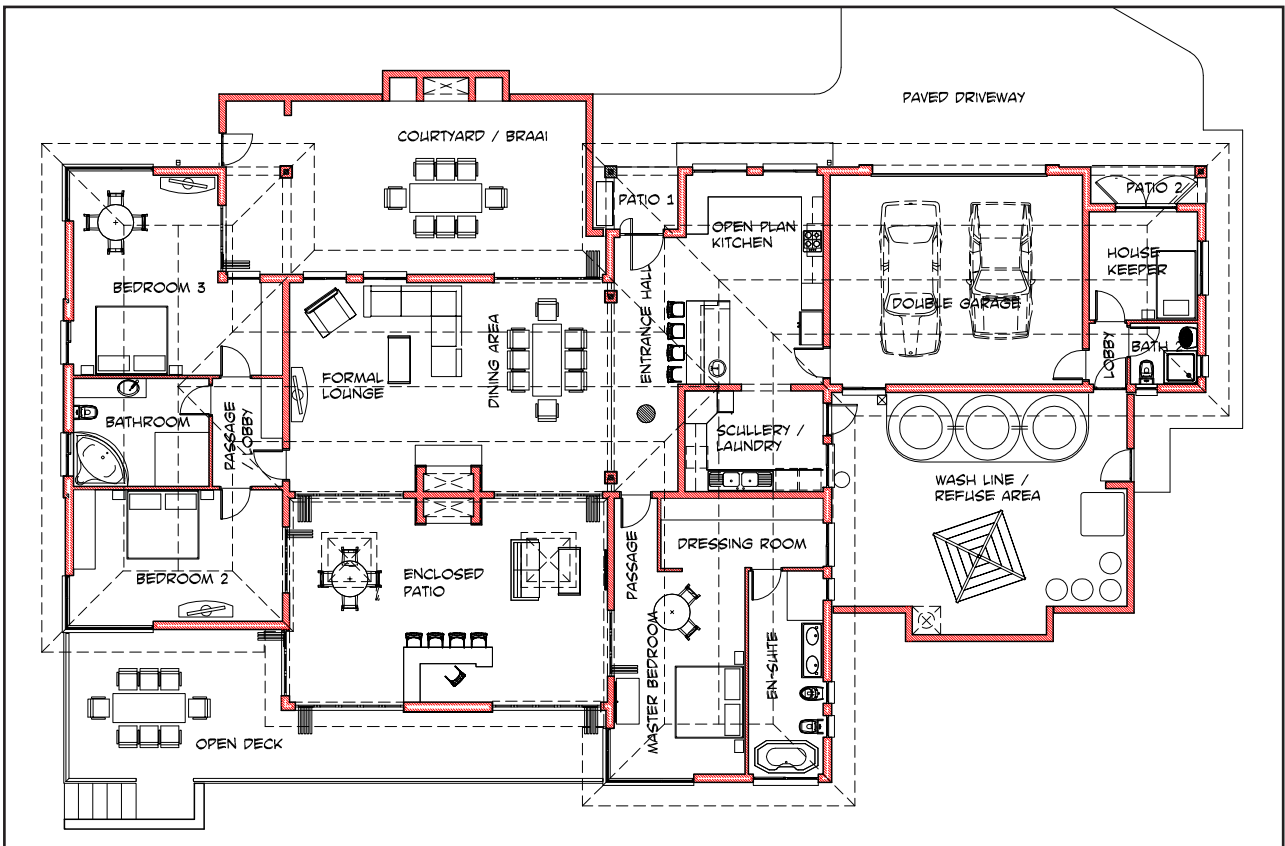 PAVED DRIVEWAY
COURTYARD / BRAAI
PATIO 1
PATIO 2
OPEN PLAN
KITCHEN
HOUSE
KEEPER
BEDROOM 3
DOUBLE GARAGE
ENTRANCE HALL
DINING AREA
FORMAL
LOUNGE
LOBBY
BATH 2
BATHROOM
PASSAGE
LOBBY
SCULLERY /
LAUNDRY
WASH LINE /
REFUSE AREA
DRESSING ROOM
PASSAGE
BEDROOM 2
ENCLOSED
PATIO
MASTER BEDROOM
EN-SUITE
OPEN DECK